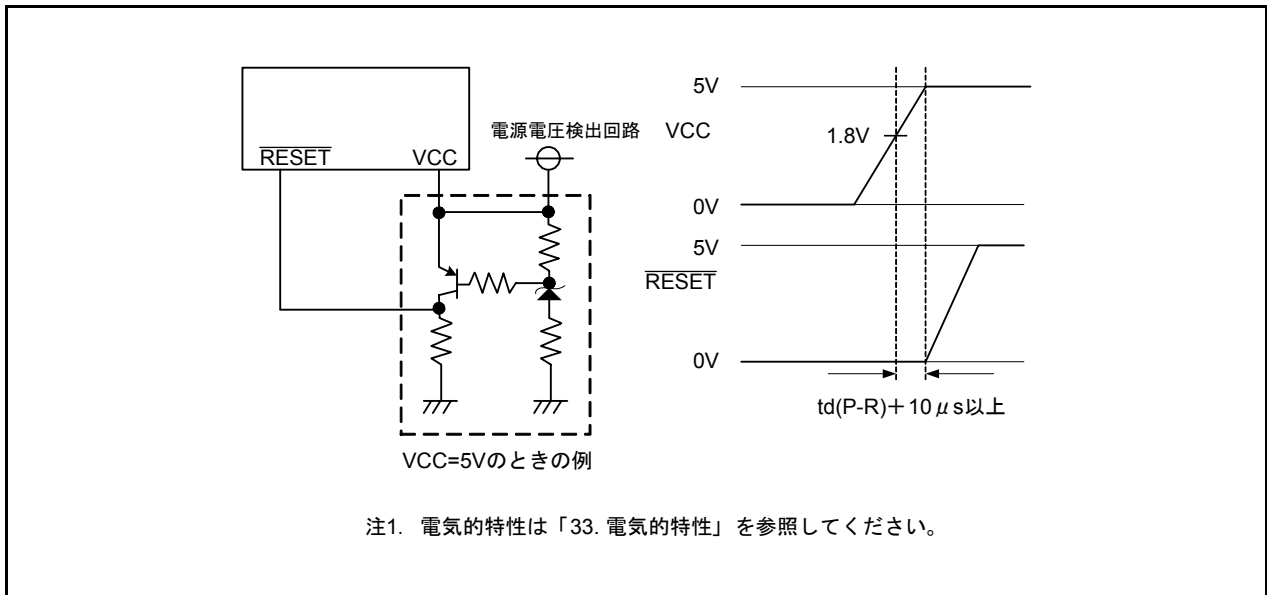 RESET VCC
電源電圧検出回路
VCC=5Vのときの例
5V
VCC
1.8V
0V
5V
RESET
0V
td(P-R)+10μs以上
注1. 電気的特性は「33. 電気的特性」を参照してください。